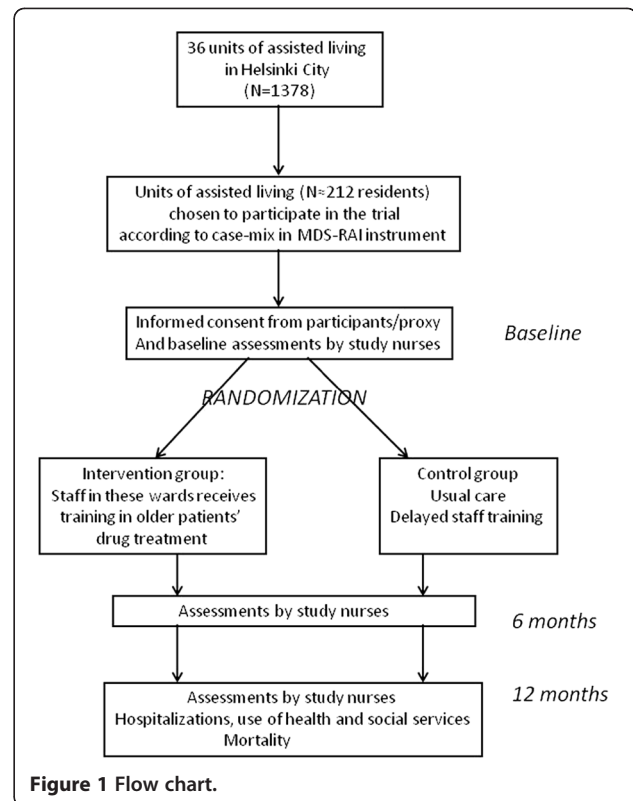 36 units of assisted living
in Helsinki City
(N=1378)
Units of assisted living (N≈212 residents)
chosen to participate in the trial
according to case-mix in MDS-RAI instrument
Informed consent from participants/proxy
And baseline assessments by study nurses
Baseline
RANDOMIZATION
Intervention group:
Staff in these wards receives
training in older patients’
drug treatment
Control group
Usual care
Delayed staff training
Assessments by study nurses
6 months
12 months
Assessments by study nurses
Hospitalizations, use of health and social services
Mortality
Figure 1 Flow chart.